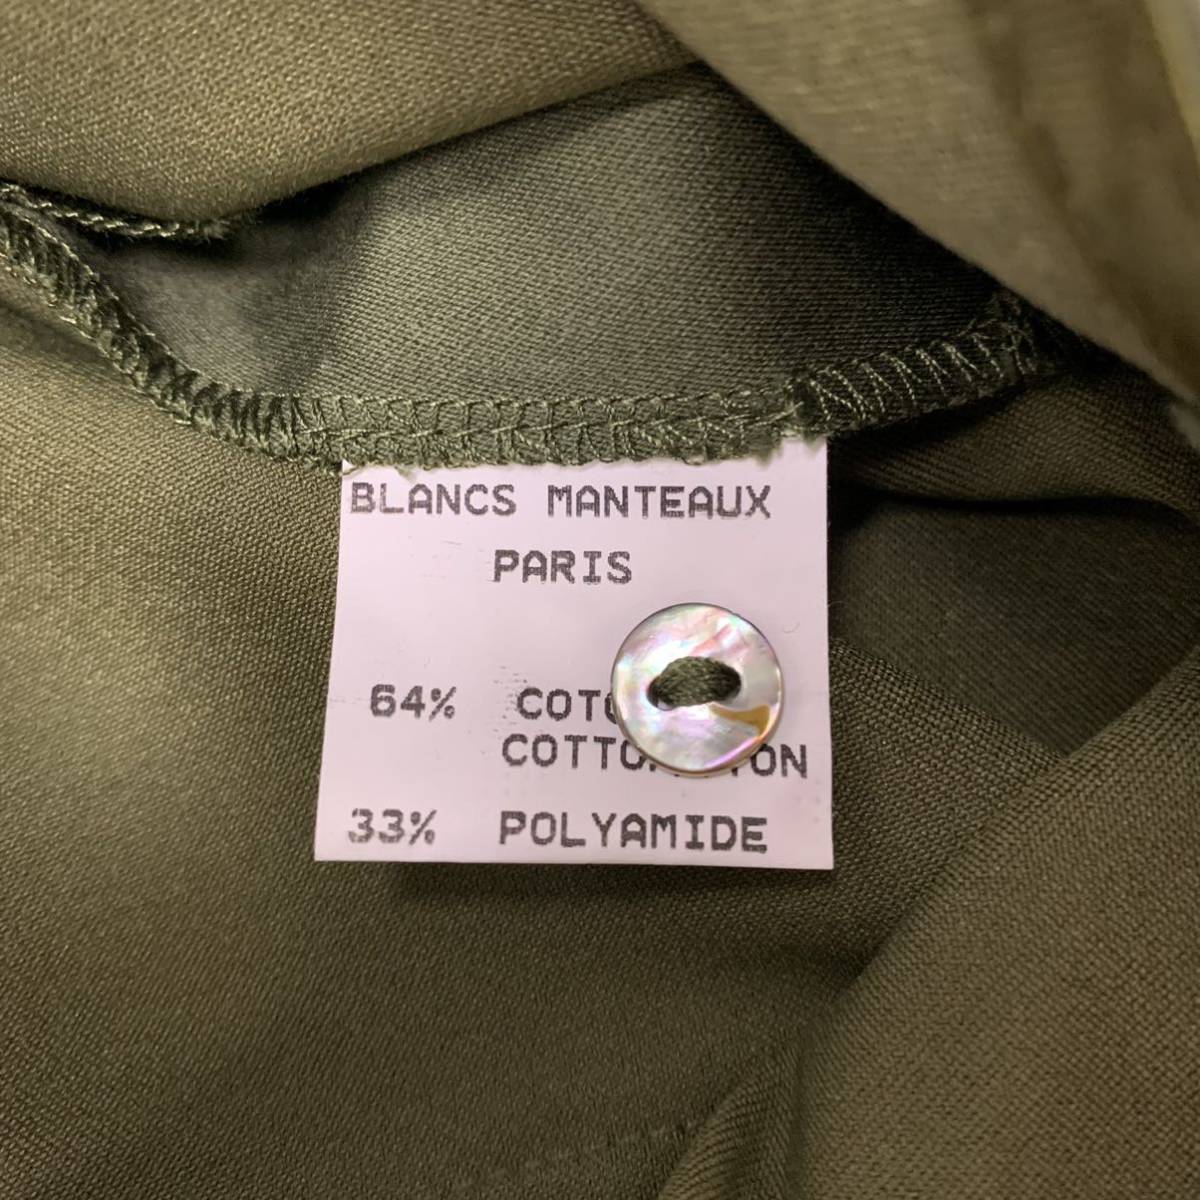 BLANCS MANTEAUX
PARIS
64%
33% POLYAMIDE